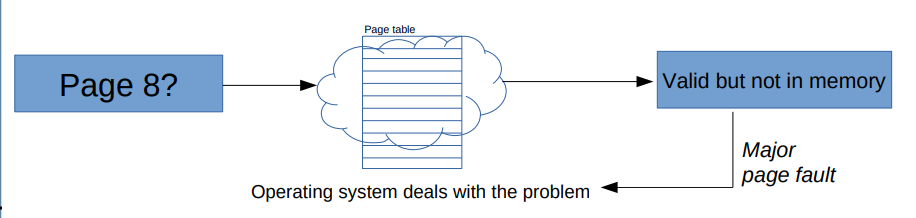 Page table
Page 8?
Valid but not in memory
Major
page fault
Operating system deals with the problem